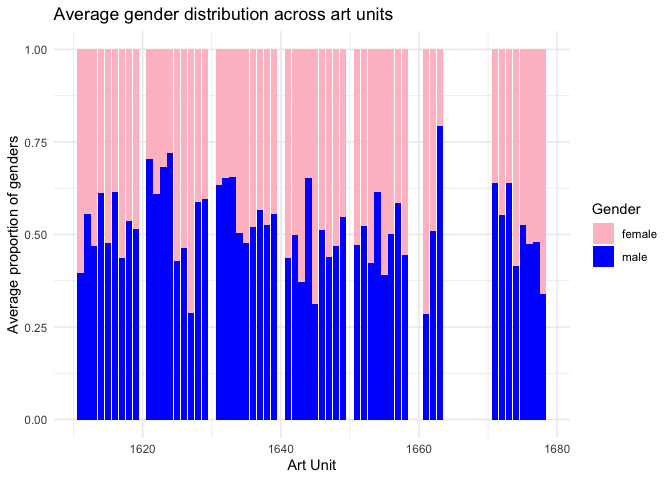 Average gender distribution across art units
Average proportion of genders
1.00
0.75
0.50
0.25
0.00
1620 1640 1660 1680
Art Unit
Gender
female
male